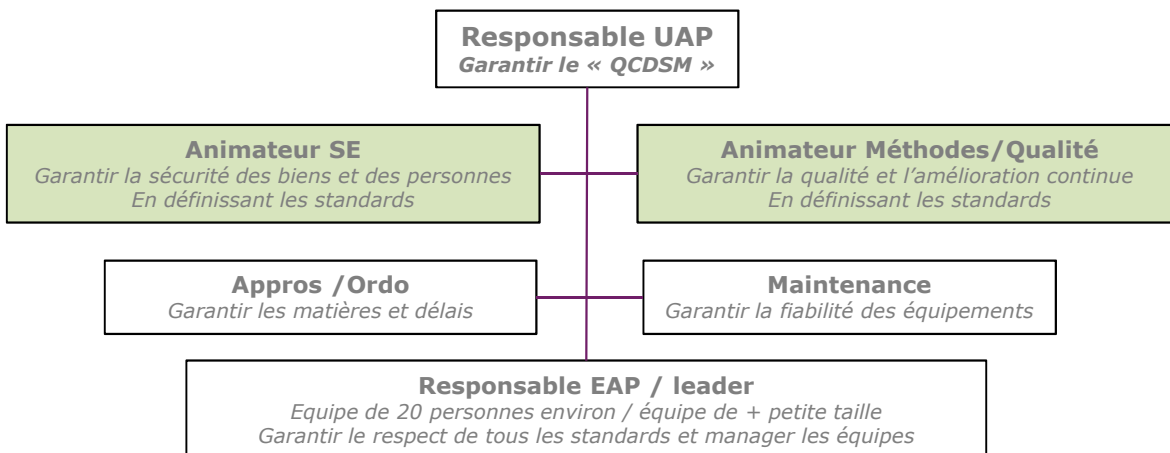 Responsable UAP
Garantir le « QCDSM »
Animateur SE
Garantir la sécurité des biens et des personnes
En définissant les standards
Animateur Méthodes/Qualité
Garantir la qualité et l’amélioration continue
En définissant les standards
Appros /Ordo
Garantir les matières et délais
Maintenance
Garantir la fiabilité des équipements
Responsable EAP / leader
Equipe de 20 personnes environ / équipe de + petite taille
Garantir le respect de tous les standards et manager les équipes